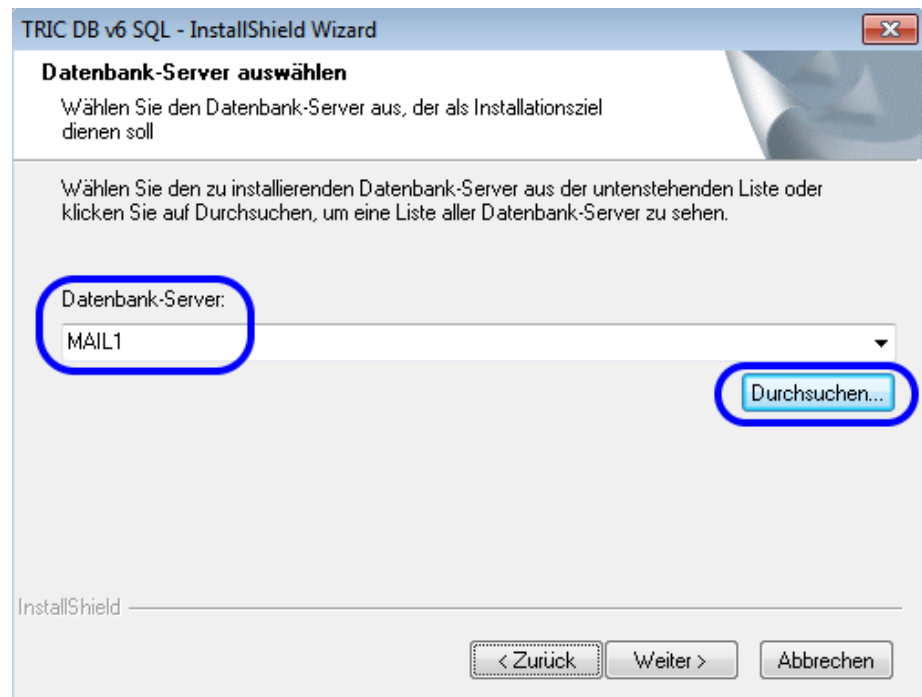 TRIC DB v6 SQL - InstallShield Wizard
Datenbank-Server auswählen
Wählen Sie den Datenbank-Server aus, der als Installationsziel
dienen soll
Wählen Sie den zu installierenden Datenbank-Server aus der untenstehenden Liste oder
klicken Sie auf Durchsuchen, um eine Liste aller Datenbank-Server zu sehen.
Datenbank-Server:
MAIL1
Durchsuchen...
InstallShield
< Zurück Weiter > Abbrechen